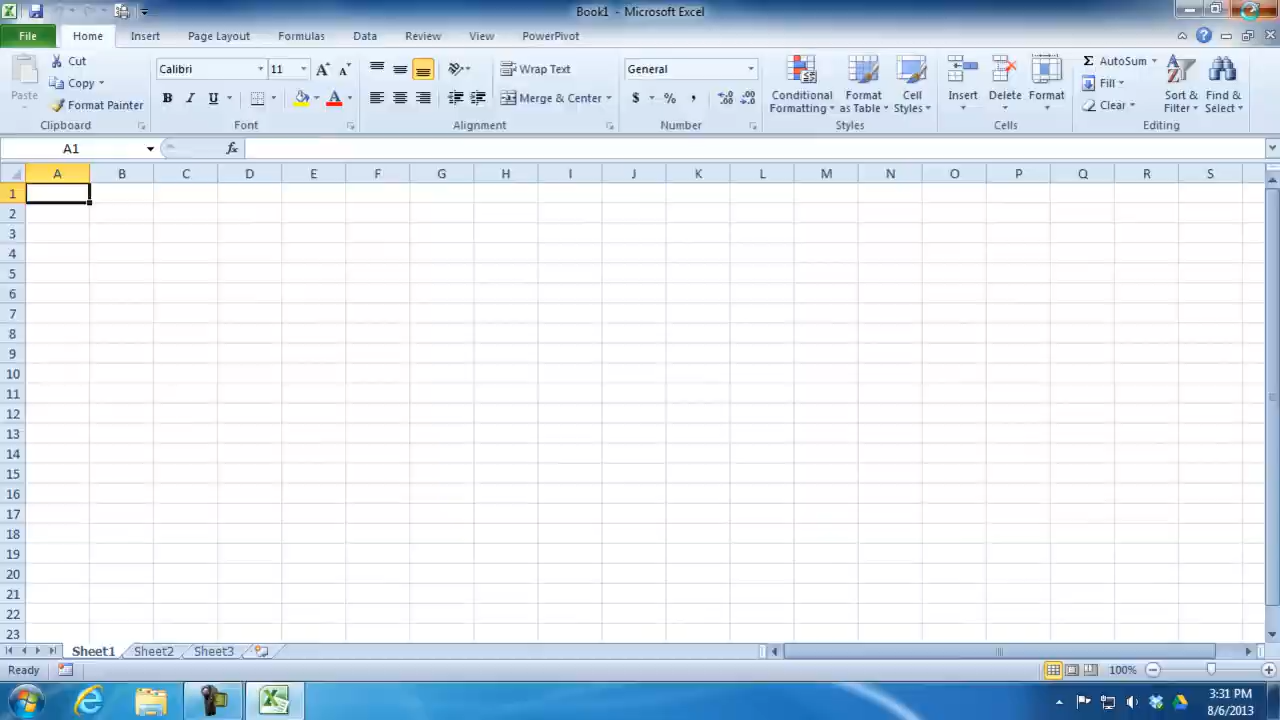 Book1 - Microsoft Excel
File Home Insert Page Layout Formulas Data Review View PowerPivot
Paste
Cut
Copy
Format Painter
Clipboard
Calibri 11
B I U A
Font
Wrap Text
Merge & Center
Alignment
General
$ % ,
Number
Conditional Formatting
Format as Table
Cell Styles
Styles
Insert Delete Format
Cells
Σ AutoSum
Fill
Clear
Sort & Filter
Find & Select
Editing
A1 fx
A B C D E F G H I J K L M N O P Q R S
1
2
3
4
5
6
7
8
9
10
11
12
13
14
15
16
17
18
19
20
21
22
23
Sheet1 Sheet2 Sheet3
Ready 100%
3:31 PM
8/6/2013